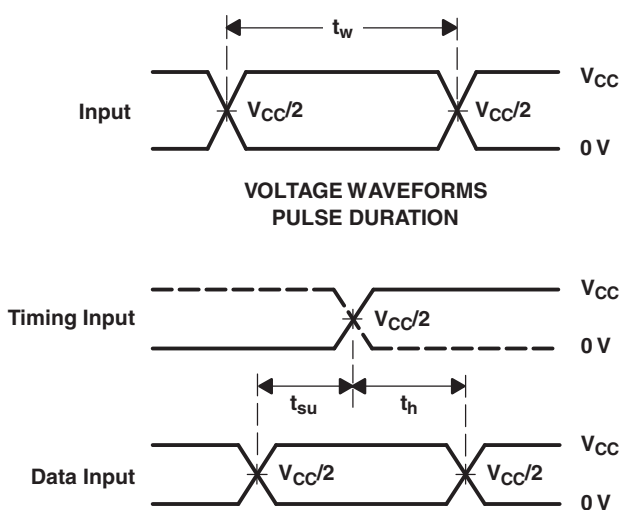 t_w
V_CC
Input
V_CC/2
V_CC/2
0 V
VOLTAGE WAVEFORMS
PULSE DURATION
V_CC
Timing Input
V_CC/2
0 V
t_su
t_h
V_CC
Data Input
V_CC/2
V_CC/2
0 V